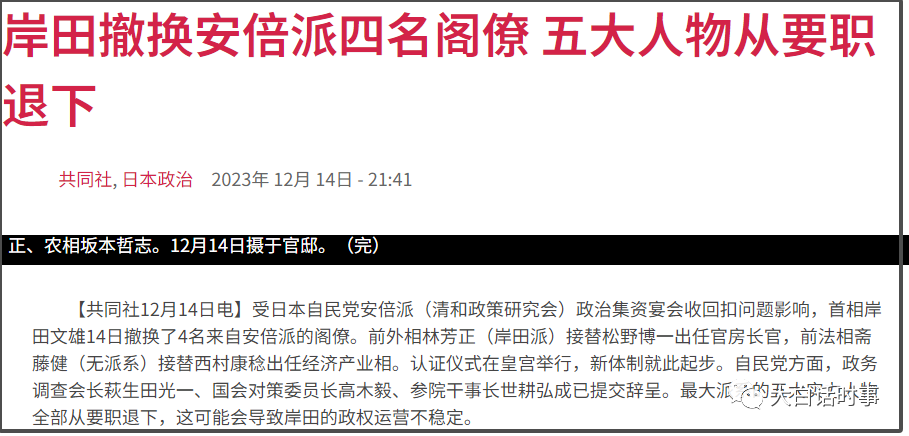 岸田撤换安倍派四名阁僚 五大人物从要职
退下
共同社, 日本政治 2023年 12月 14日 - 21:41
正、农相坂本哲志。12月14日摄于官邸。（完）
【共同社12月14日电】受日本自民党安倍派（清和政策研究会）政治集资宴会收回扣问题影响，首相岸
田文雄14日撤换了4名来自安倍派的阁僚。前外相林芳正（岸田派）接替松野博一出任官房长官，前法相斋
藤健（无派系）接替西村康稔出任经济产业相。认证仪式在皇宫举行，新体制就此起步。自民党方面，政务
调查会长萩生田光一、国会对策委员长高木毅、参院干事长世耕弘成已提交辞呈。最大派
的五大
全部从要职退下，这可能会导致岸田的政权运营不稳定。
大白话时事